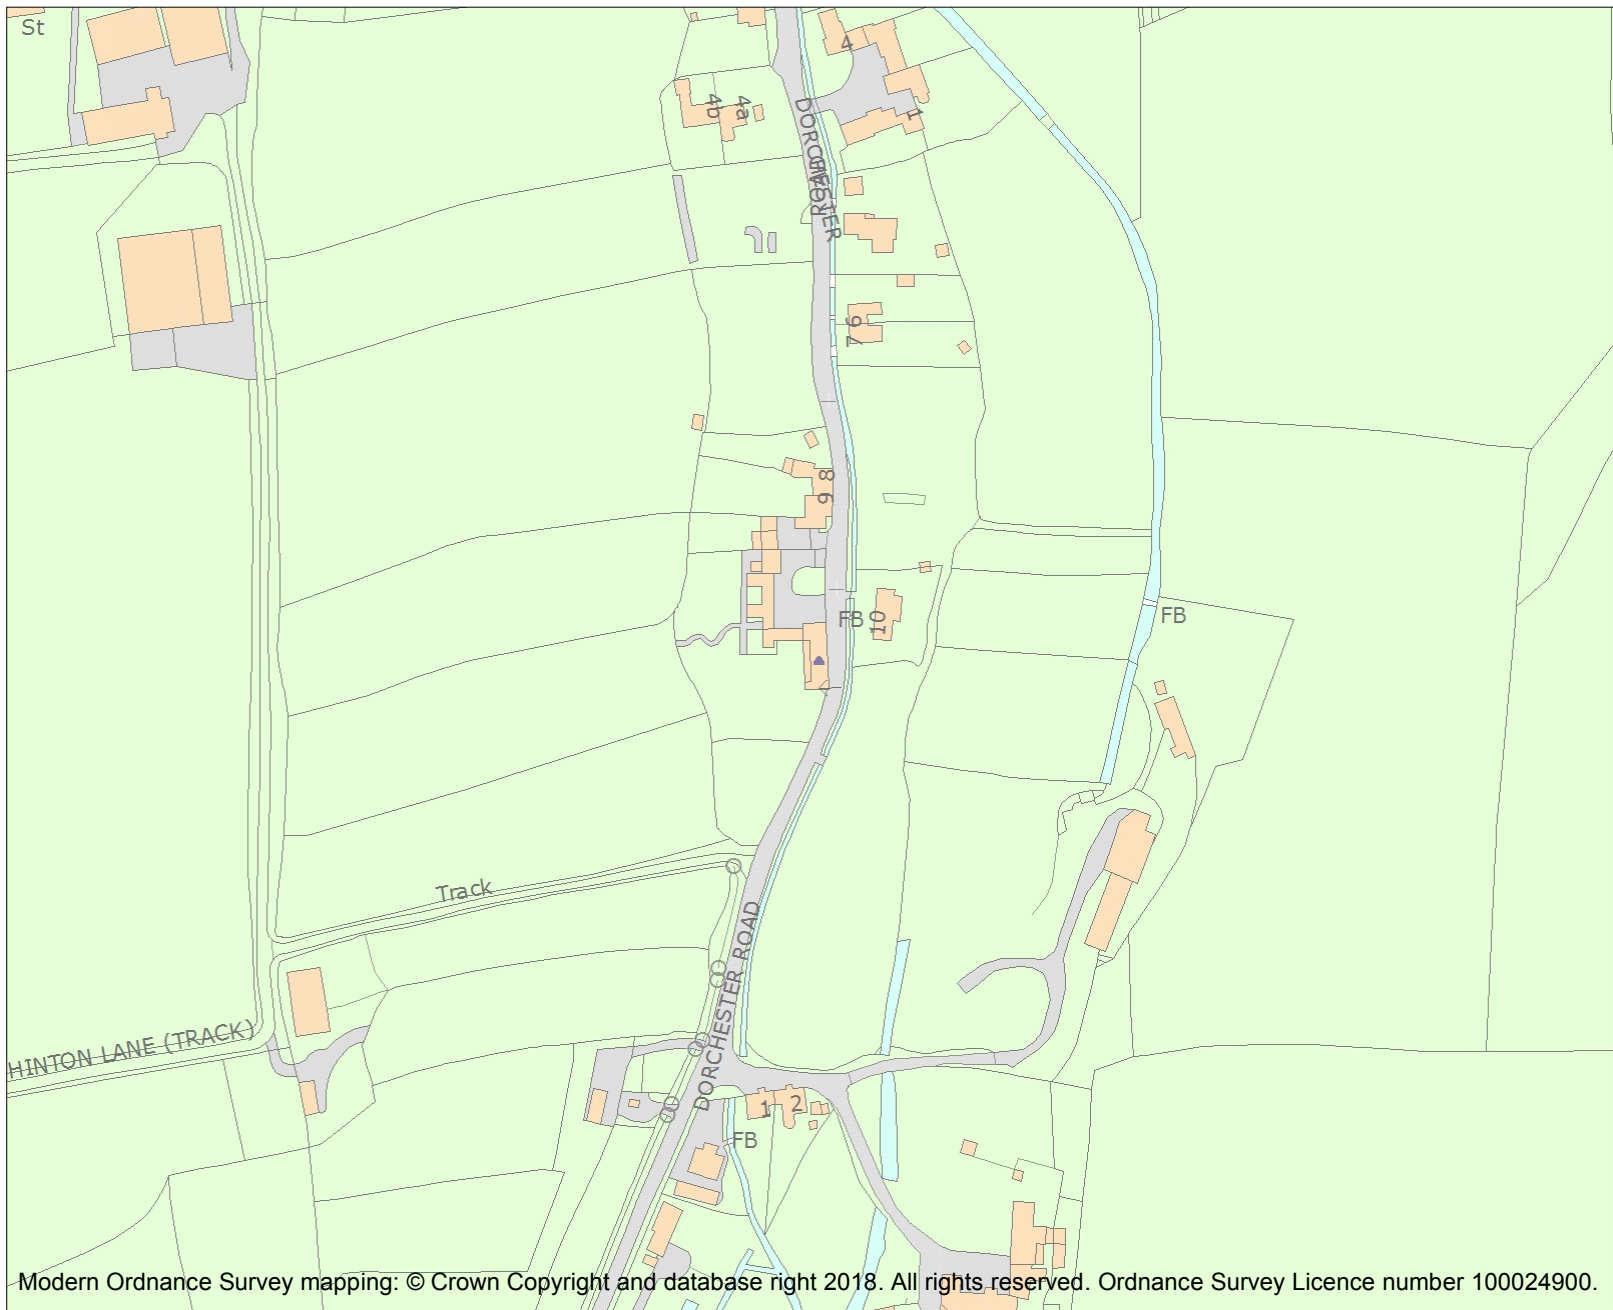 St
4
4b
4a
1
DORCHESTER
ROAD
6
7
8
9
FB
10
FB
Track
DORCHESTER ROAD
HINTON LANE (TRACK)
1
2
FB
Modern Ordnance Survey mapping: © Crown Copyright and database right 2018. All rights reserved. Ordnance Survey Licence number 100024900.